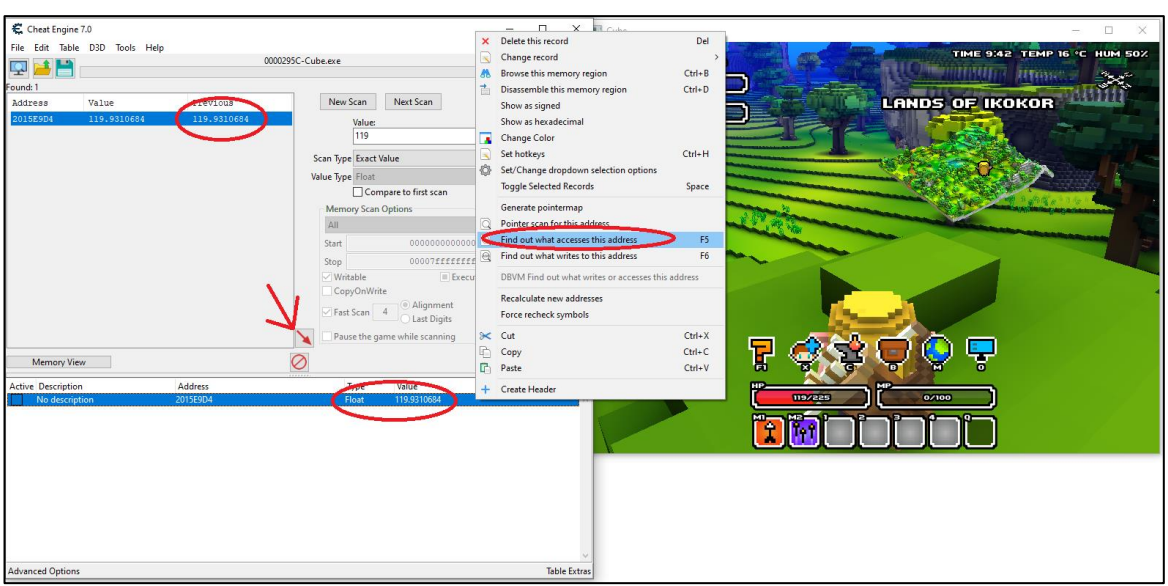 Cheat Engine 7.0
File Edit Table D3D Tools Help
0000295C-Cube.exe
Found: 1
Address Value Previous
2015E9D4 119.9310684 119.9310684
New Scan Next Scan
Value:
119
Scan Type Exact Value
Value Type Float
Compare to first scan
Memory Scan Options
All
Start 0000000000000
Stop 00007fffffff
Writable Execu
CopyOnWrite
Fast Scan 4 Alignment
Last Digits
Pause the game while scanning
Memory View
Active Description Address Type Value
No description 2015E9D4 Float 119.9310684
Advanced Options Table Extras
Delete this record Del
Change record
Browse this memory region Ctrl+B
Disassemble this memory region Ctrl+D
Show as signed
Show as hexadecimal
Change Color
Set hotkeys Ctrl+H
Set/Change dropdown selection options
Toggle Selected Records Space
Generate pointermap
Pointer scan for this address
Find out what accesses this address F5
Find out what writes to this address F6
DBVM Find out what writes or accesses this address
Recalculate new addresses
Force recheck symbols
Cut Ctrl+X
Copy Ctrl+C
Paste Ctrl+V
Create Header
Cube
TIME 9:42 TEMP 16 °C HUM 50%
LANDS OF IKOKOR
F1 X C B M O
HP MP
119/225 0/100
M1 M2 1 2 3 4 Q